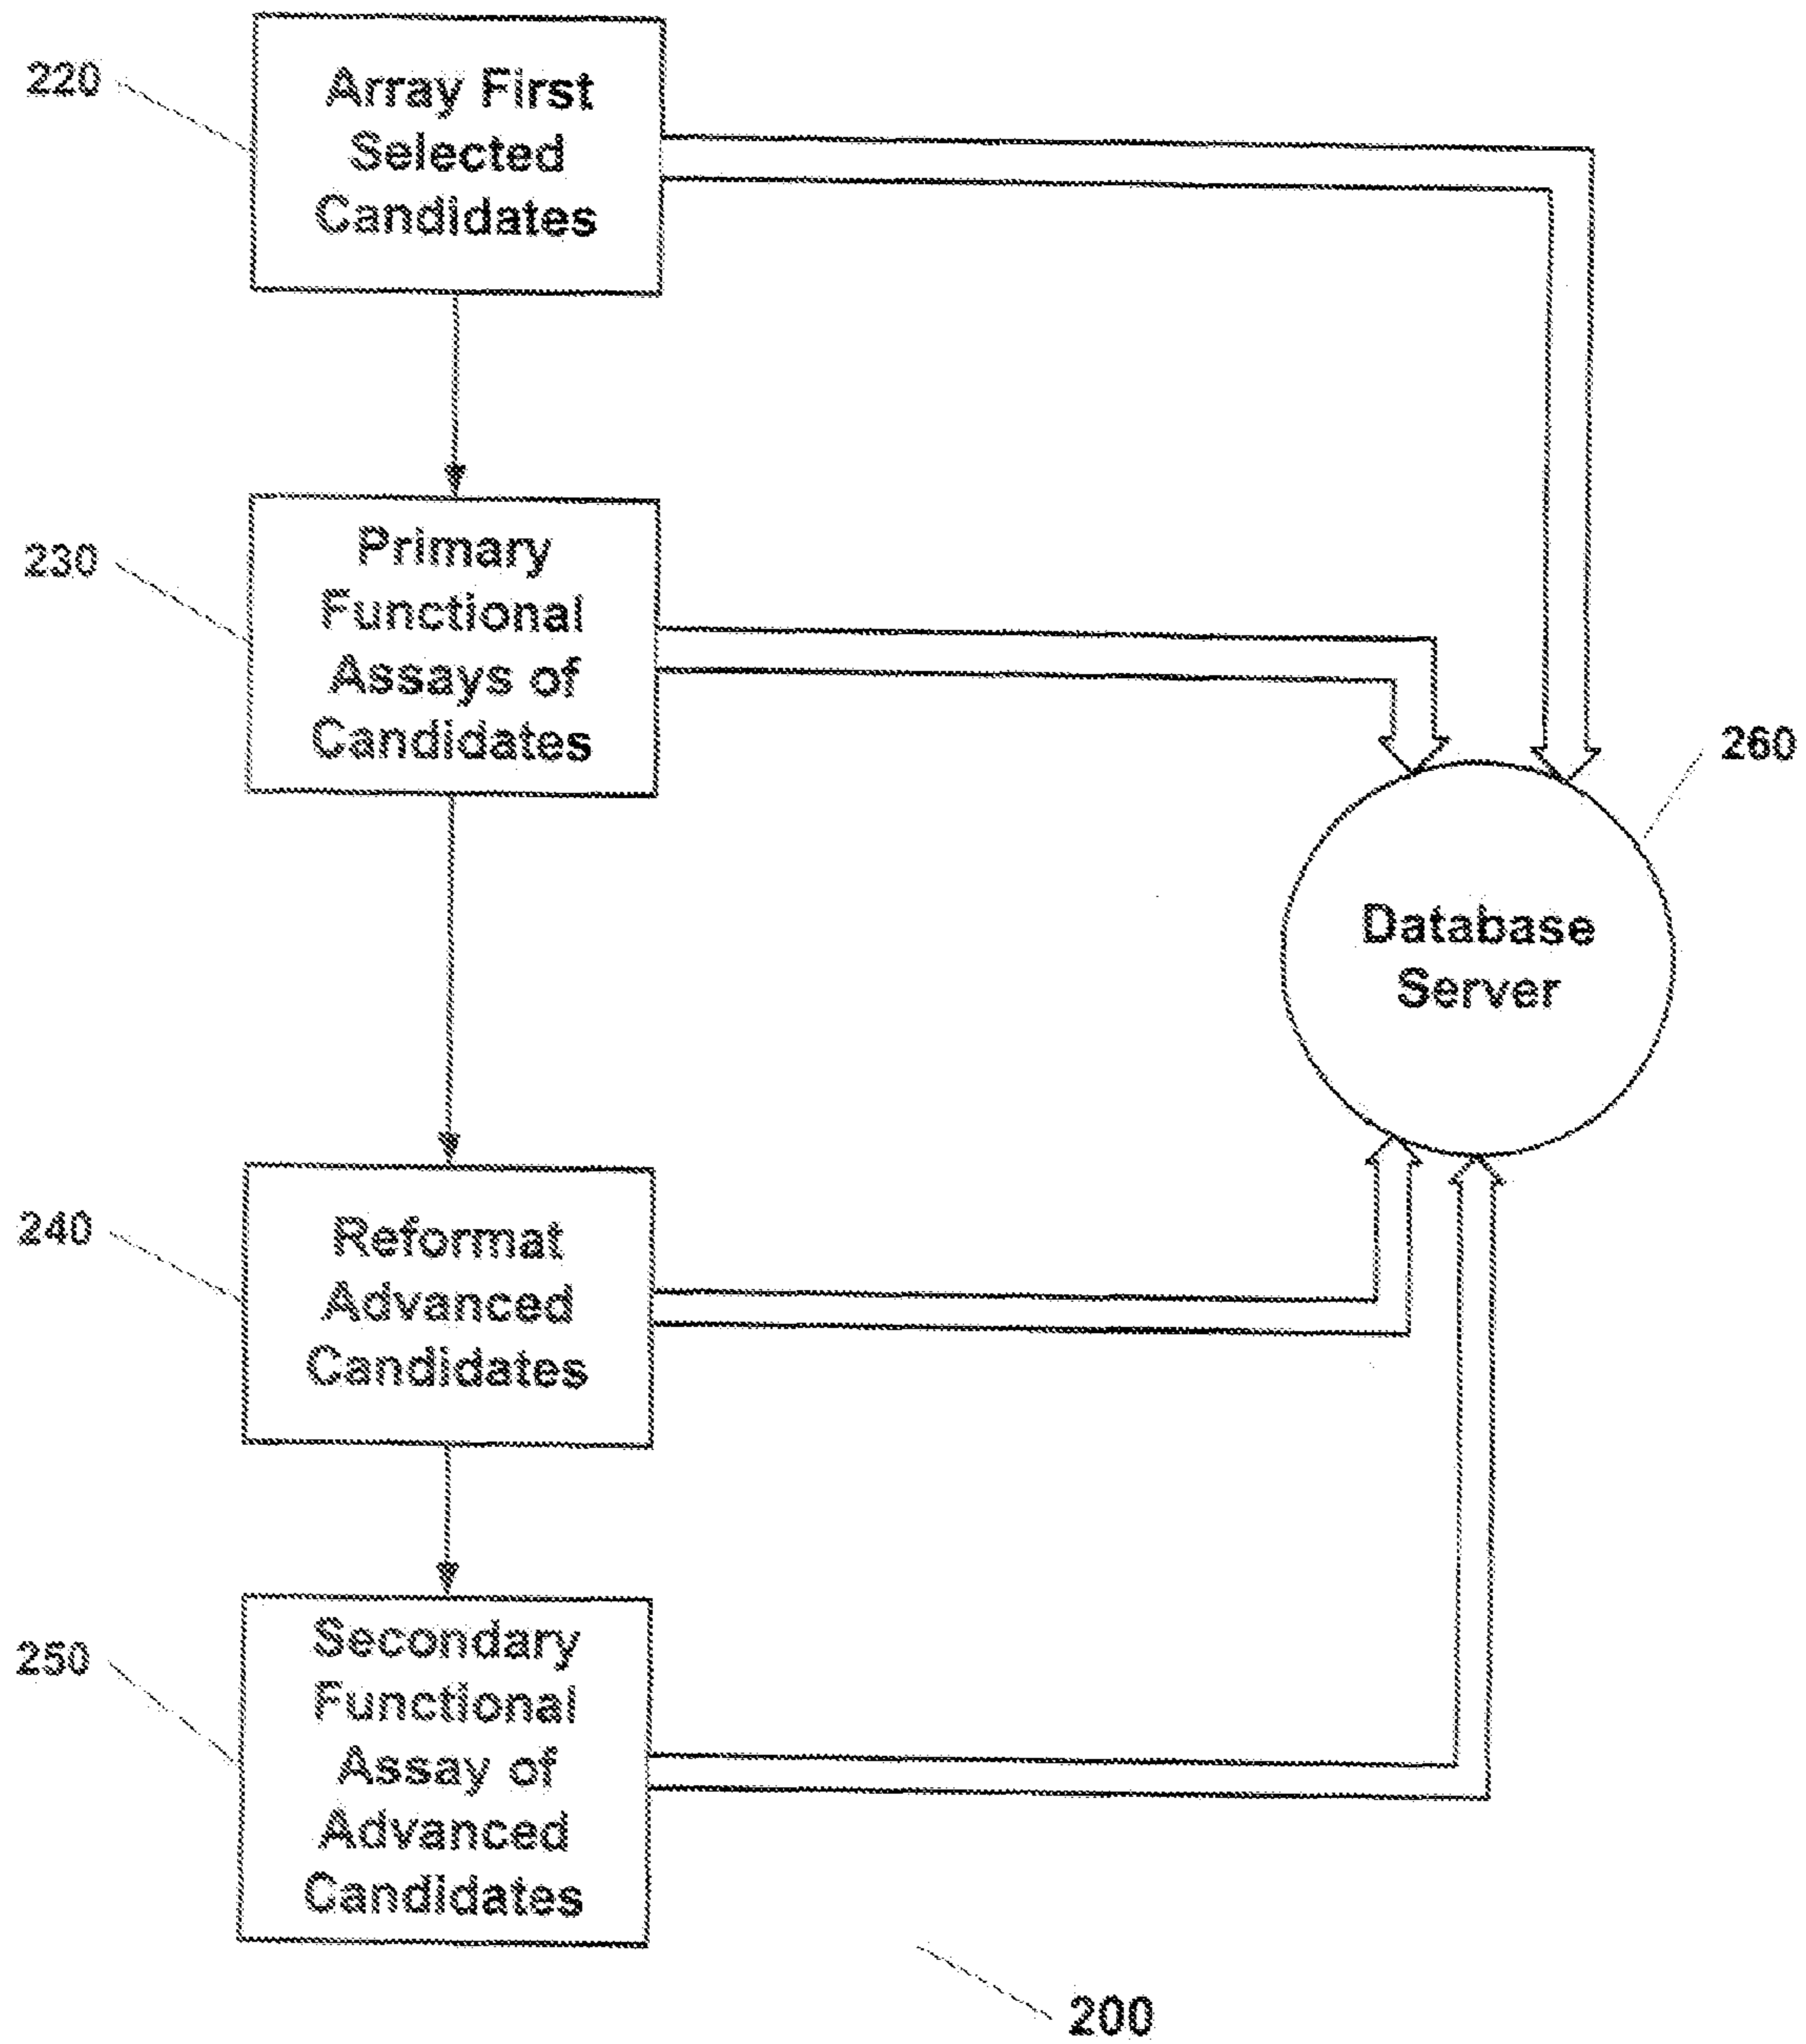 220
Array First
Selected
Candidates
230
Primary
Functional
Assays of
Candidates
260
Database
Server
240
Reformat
Advanced
Candidates
250
Secondary
Functional
Assay of
Advanced
Candidates
200